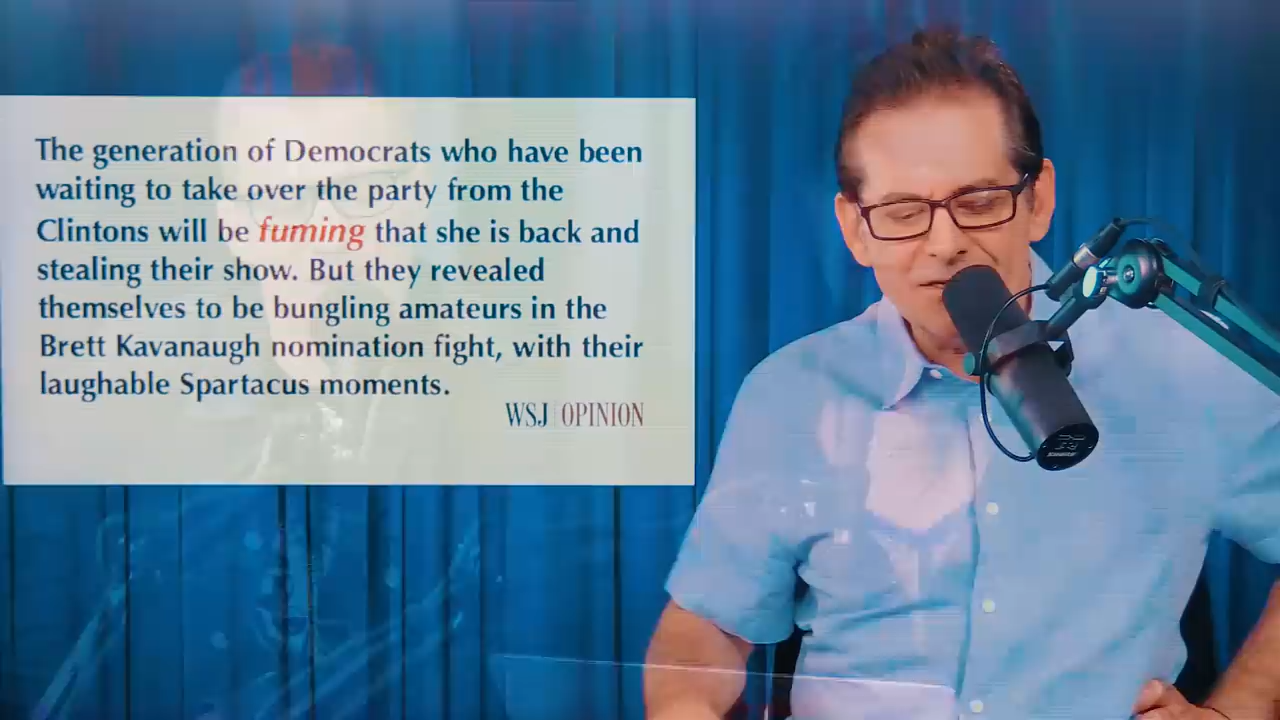 The generation of Democrats who have been
waiting to take over the party from the
Clintons will be fuming that she is back and
stealing their show. But they revealed
themselves to be bungling amateurs in the
Brett Kavanaugh nomination fight, with their
laughable Spartacus moments.
WSJ | OPINION